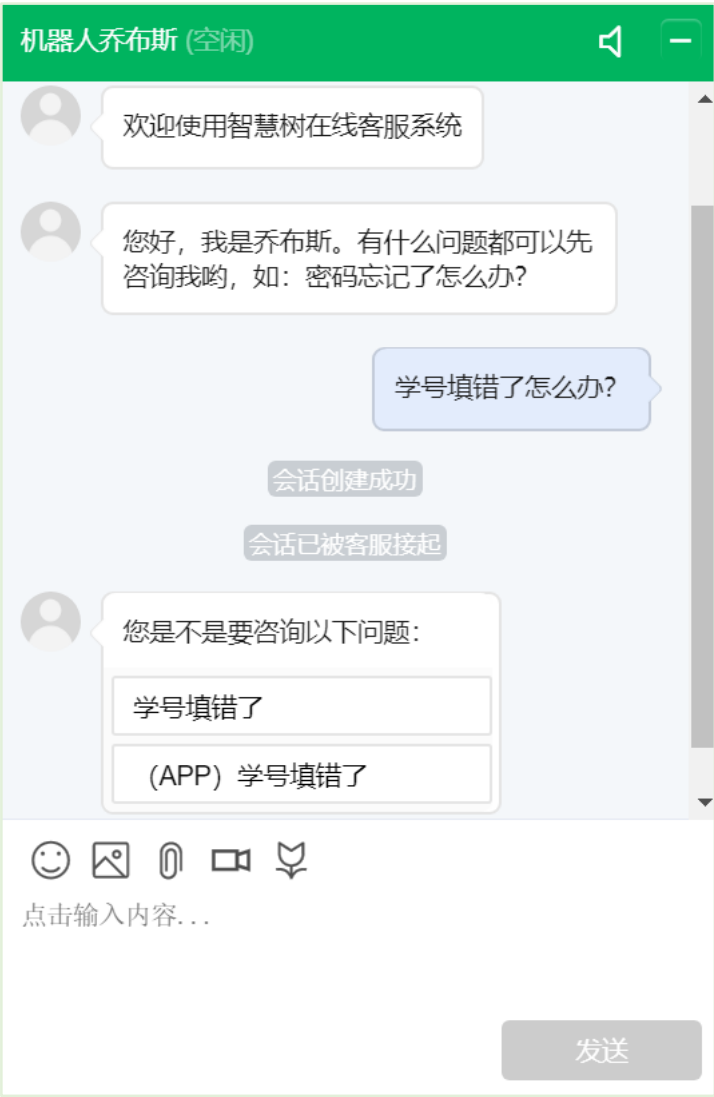 机器人乔布斯 (空闲)
欢迎使用智慧树在线客服系统
您好，我是乔布斯。有什么问题都可以先
咨询我哟，如：密码忘记了怎么办？
学号填错了怎么办？
会话创建成功
会话已被客服接起
您是不是要咨询以下问题：
学号填错了
（APP）学号填错了
点击输入内容...
发送